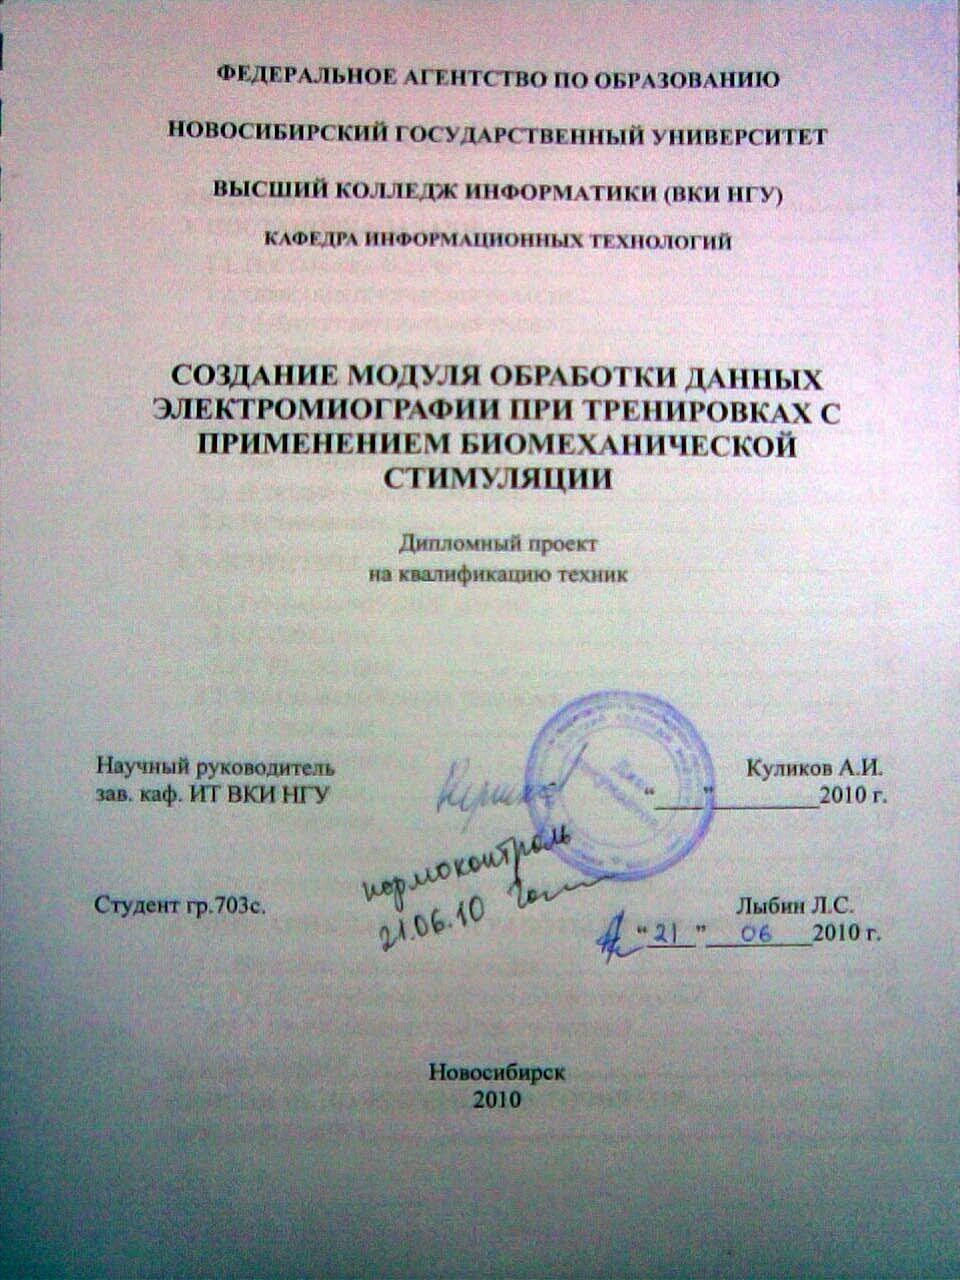 ФЕДЕРАЛЬНОЕ АГЕНТСТВО ПО ОБРАЗОВАНИЮ
НОВОСИБИРСКИЙ ГОСУДАРСТВЕННЫЙ УНИВЕРСИТЕТ
ВЫСШИЙ КОЛЛЕДЖ ИНФОРМАТИКИ (ВКИ НГУ)
КАФЕДРА ИНФОРМАЦИОННЫХ ТЕХНОЛОГИЙ
СОЗДАНИЕ МОДУЛЯ ОБРАБОТКИ ДАННЫХ
ЭЛЕКТРОМИОГРАФИИ ПРИ ТРЕНИРОВКАХ С
ПРИМЕНЕНИЕМ БИОМЕХАНИЧЕСКОЙ
СТИМУЛЯЦИИ
Дипломный проект
на квалификацию техник
Научный руководитель Куликов А.И.
зав. каф. ИТ ВКИ НГУ “____”______________2010 г.
нормоконтроль
21.06.10
Студент гр.703с. Лыбин Л.С.
“ 21 ” 06 2010 г.
Новосибирск
2010